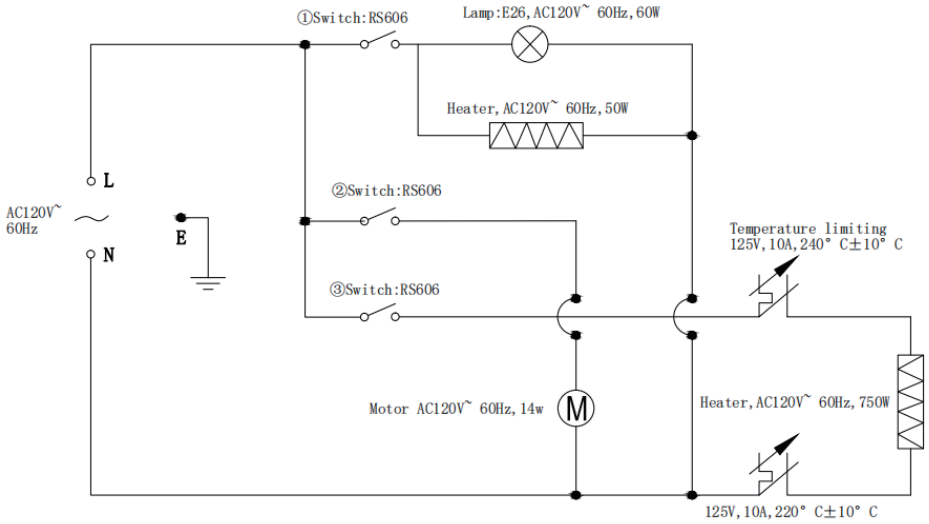 ①Switch:RS606
Lamp:E26,AC120V~ 60Hz,60W
Heater,AC120V~ 60Hz,50W
L
②Switch:RS606
AC120V~
60Hz
E
N
Temperature limiting
125V,10A,240° C±10° C
③Switch:RS606
Motor AC120V~ 60Hz,14w
M
Heater,AC120V~ 60Hz,750W
125V,10A,220° C±10° C